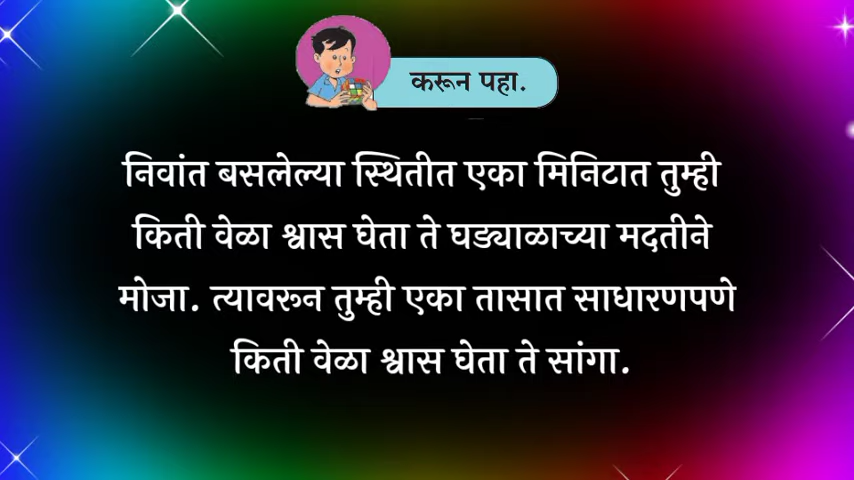 करून पहा.
निवांत बसलेल्या स्थितीत एका मिनिटात तुम्ही
किती वेळा श्वास घेता ते घड्याळाच्या मदतीने
मोजा. त्यावरून तुम्ही एका तासात साधारणपणे
किती वेळा श्वास घेता ते सांगा.